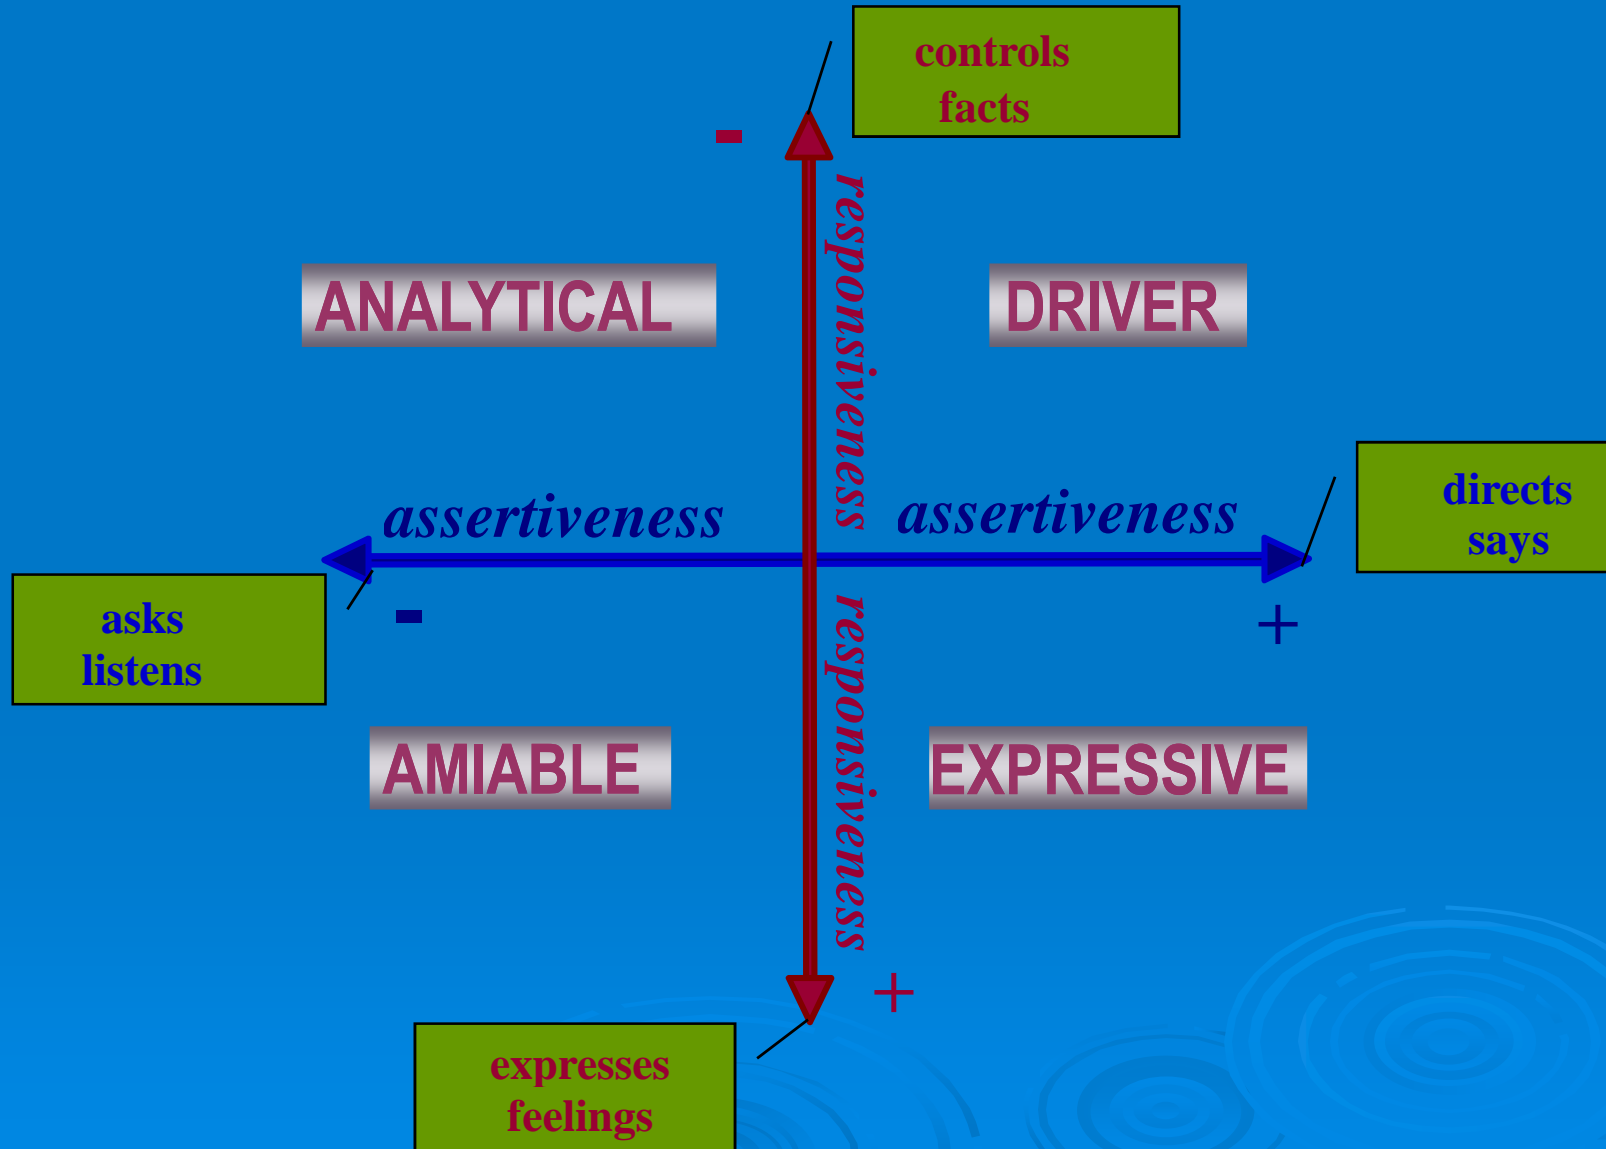 controls
facts
-
responsiveness
ANALYTICAL
DRIVER
assertiveness
assertiveness
directs
says
asks
listens
-
+
responsiveness
AMIABLE
EXPRESSIVE
+
expresses
feelings